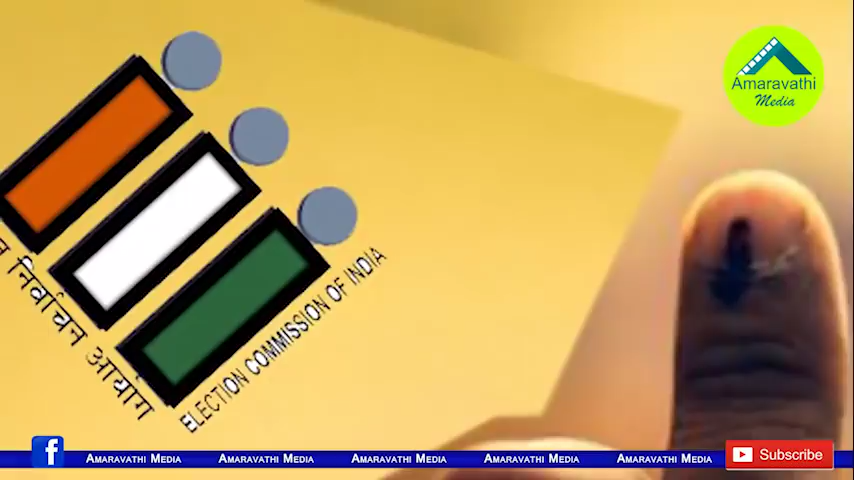 Amaravathi
Media
निर्वाचन आयोग
ELECTION COMMISSION OF INDIA
AMARAVATHI MEDIA AMARAVATHI MEDIA AMARAVATHI MEDIA AMARAVATHI MEDIA AMARAVATHI MEDIA
Subscribe